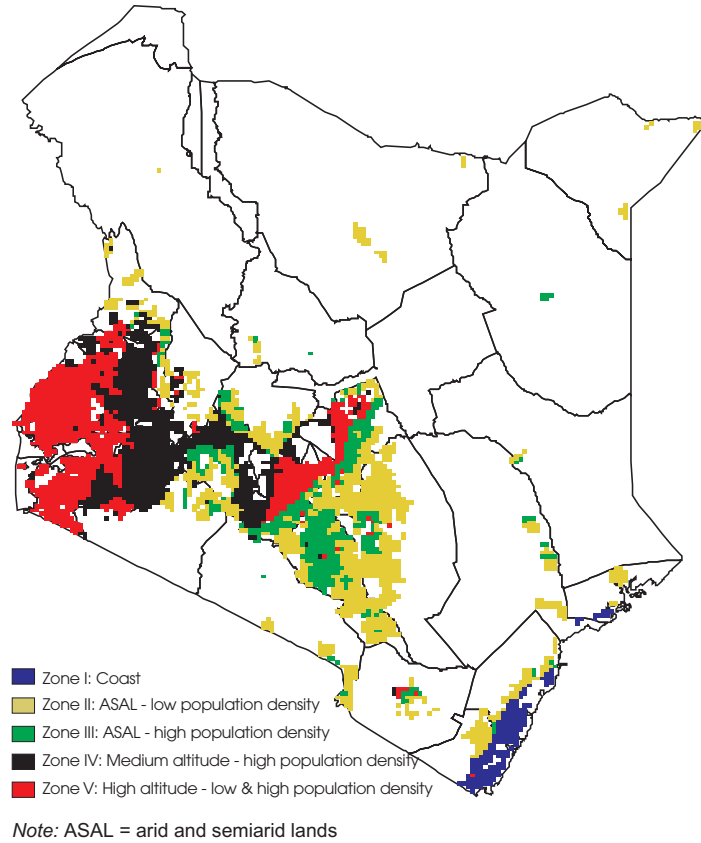 Zone I: Coast
Zone II: ASAL - low population density
Zone III: ASAL - high population density
Zone IV: Medium altitude - high population density
Zone V: High altitude - low & high population density
Note: ASAL = arid and semiarid lands